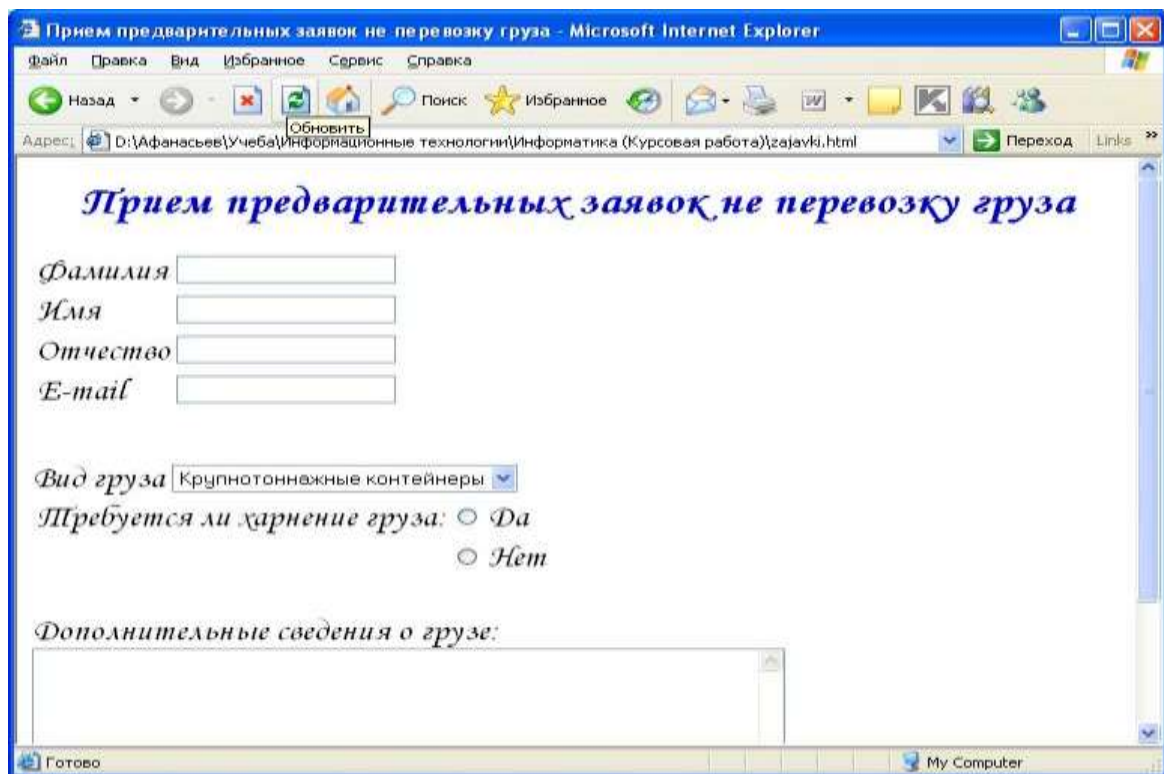 Прием предварительных заявок не перевозку груза - Microsoft Internet Explorer
Файл Правка Вид Избранное Сервис Справка
Назад Поиск Избранное
Обновить
Адрес: D:\Афанасьев\Учеба\Информационные технологии\Информатика (Курсовая работа)\zajavki.html Переход Links »
Прием предварительных заявок не перевозку груза
Фамилия
Имя
Отчество
E-mail
Вид груза Крупнотоннажные контейнеры
Требуется ли харнение груза: Да
Нет
Дополнительные сведения о грузе:
Готово My Computer